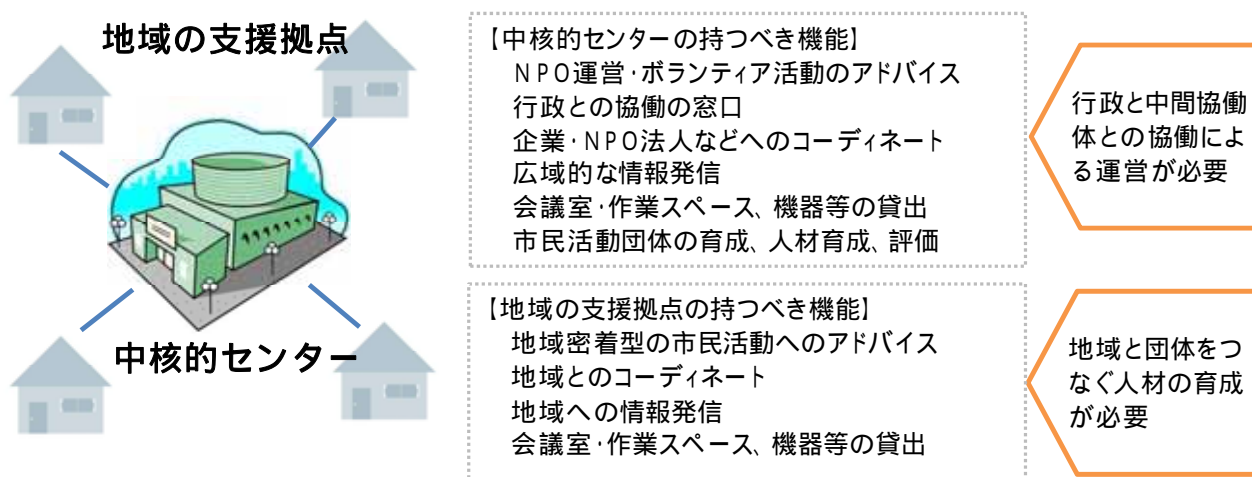 地域の支援拠点
中核的センター
【中核的センターの持つべき機能】
NPO運営・ボランティア活動のアドバイス
行政との協働の窓口
企業・NPO法人などへのコーディネート
広域的な情報発信
会議室・作業スペース、機器等の貸出
市民活動団体の育成、人材育成、評価
行政と中間協働
体との協働によ
る運営が必要
【地域の支援拠点の持つべき機能】
地域密着型の市民活動へのアドバイス
地域とのコーディネート
地域への情報発信
会議室・作業スペース、機器等の貸出
地域と団体をつ
なぐ人材の育成
が必要